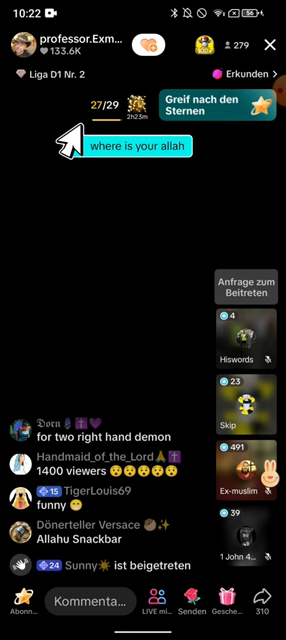 10:22
56
professor.Exm...
133.6K
279
Liga D1 Nr. 2
Erkunden >
27/29
2h23m
Greif nach den
Sternen
where is your allah
Anfrage zum
Beitreten
4
Hiswords
23
Skip
491
Ex-muslim
39
1 John 4...
Dorn
for two right hand demon
Handmaid_of_the_Lord
1400 viewers
15 TigerLouis69
funny
Dönerteller Versace
Allahu Snackbar
24 Sunny ist beigetreten
Abonn...
Kommenta...
LIVE mi...
Senden
Gesche...
310